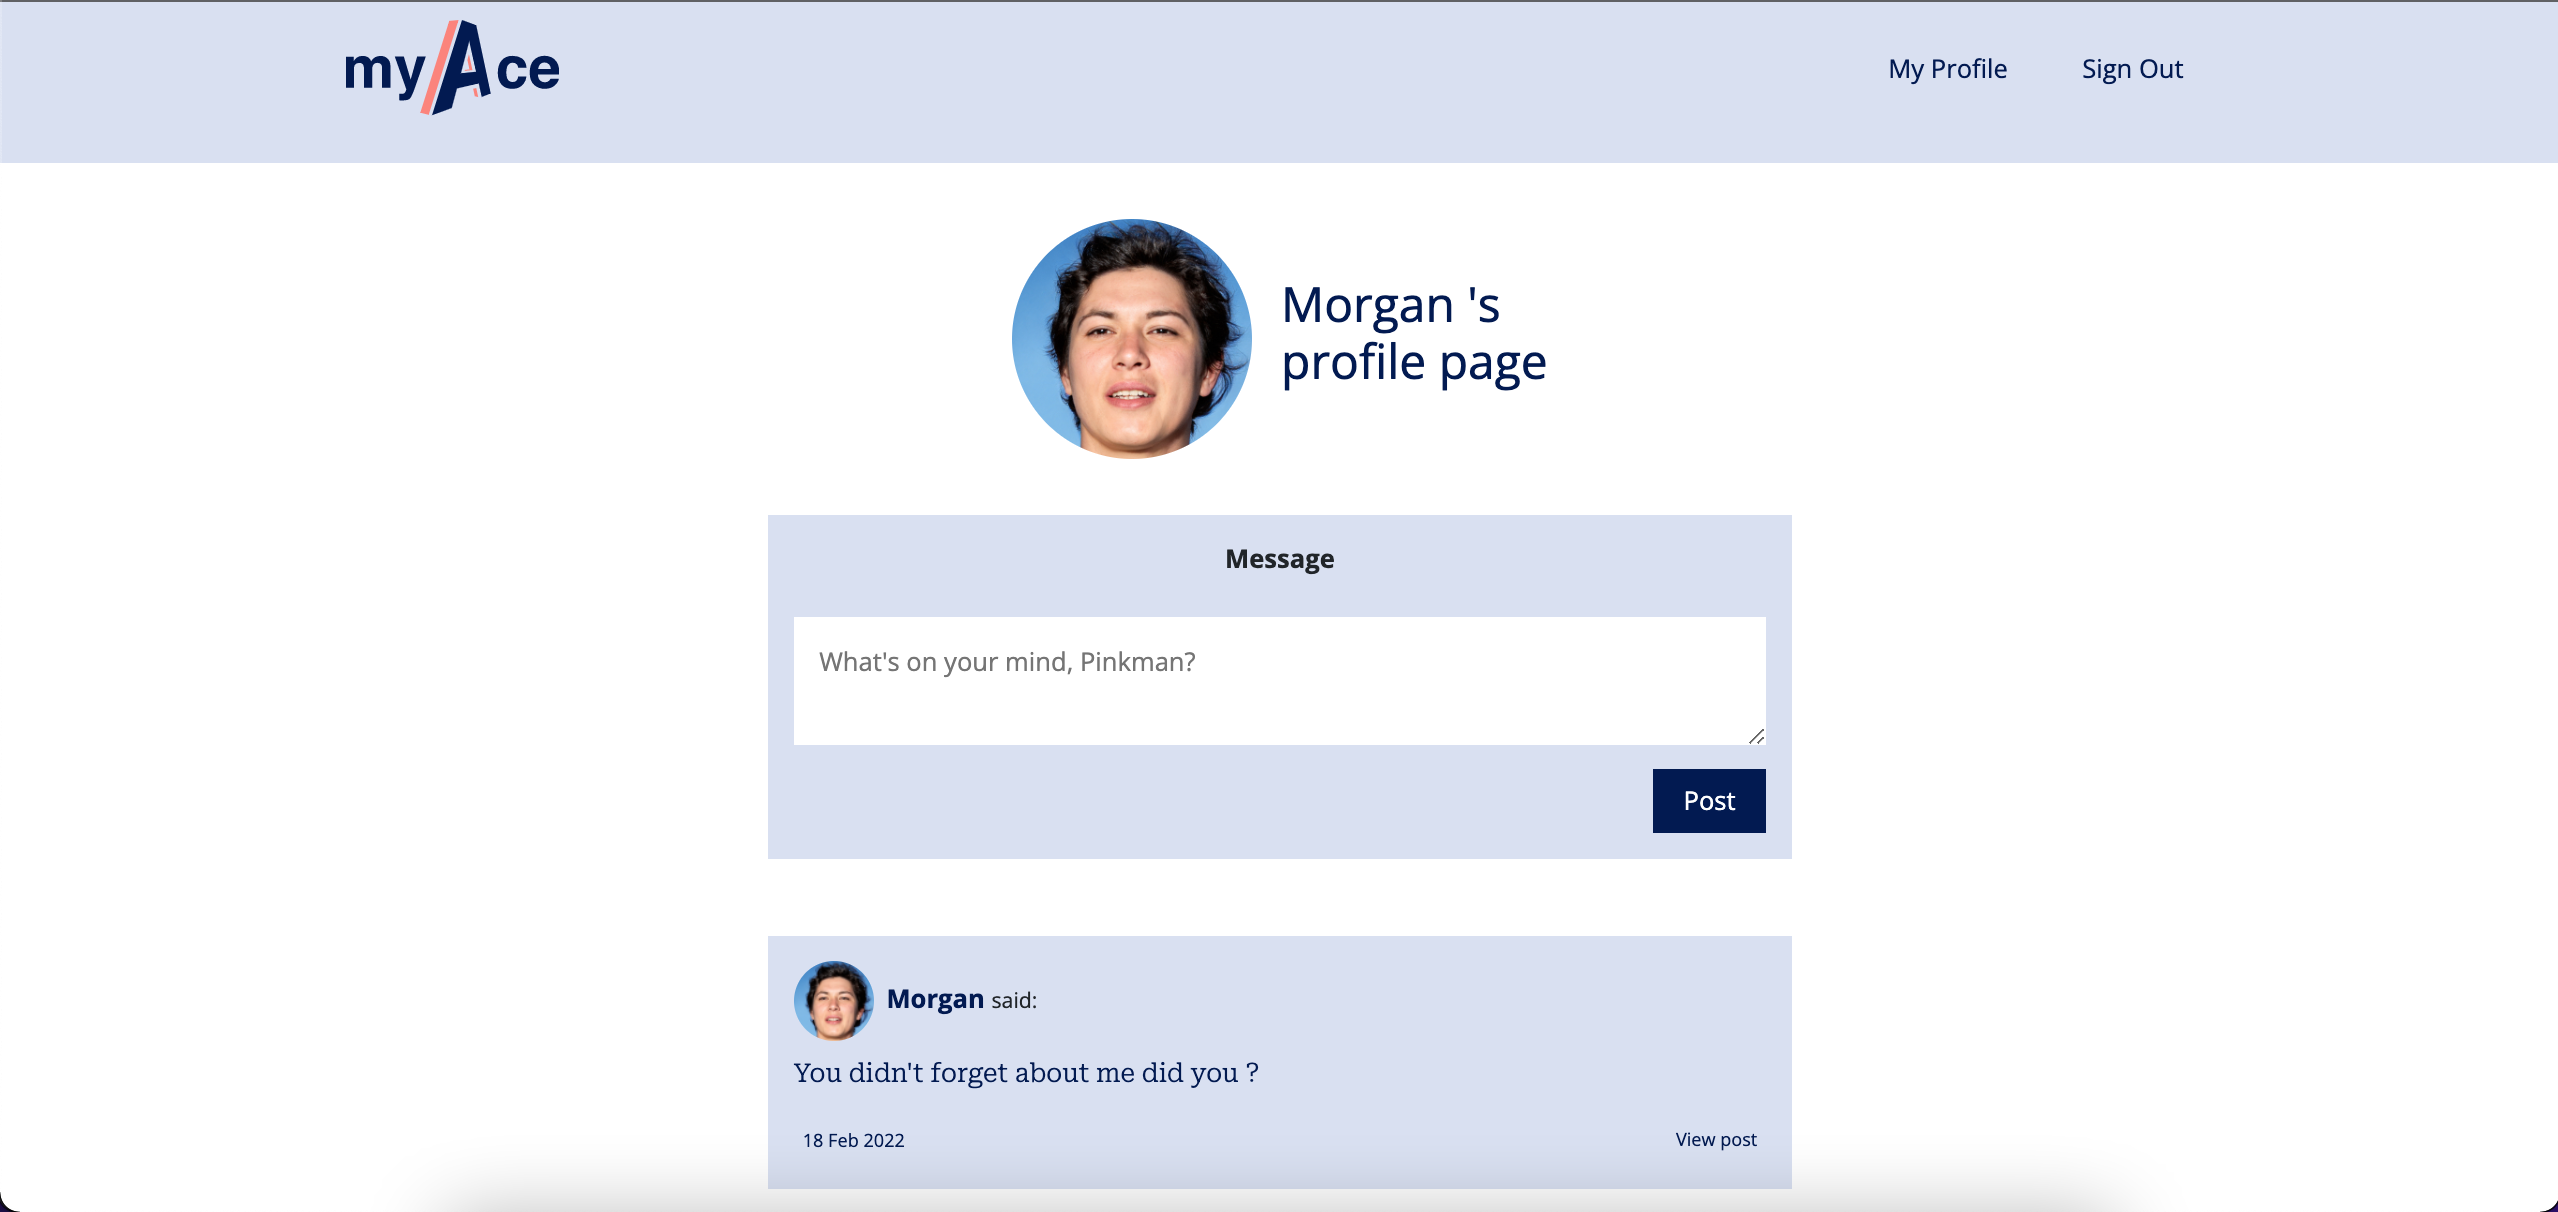 myAce
My Profile
Sign Out
Morgan 's
profile page
Message
What's on your mind, Pinkman?
Post
Morgan said:
You didn't forget about me did you ?
18 Feb 2022
View post